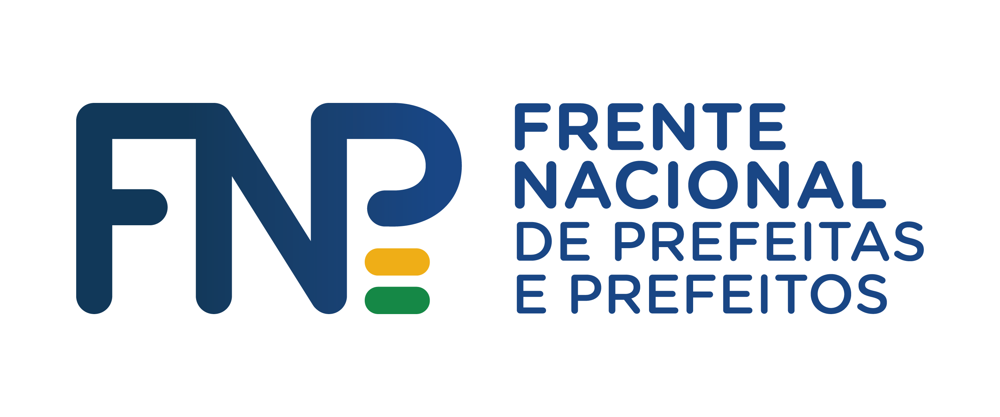 FNP
FRENTE
NACIONAL
DE PREFEITAS
E PREFEITOS